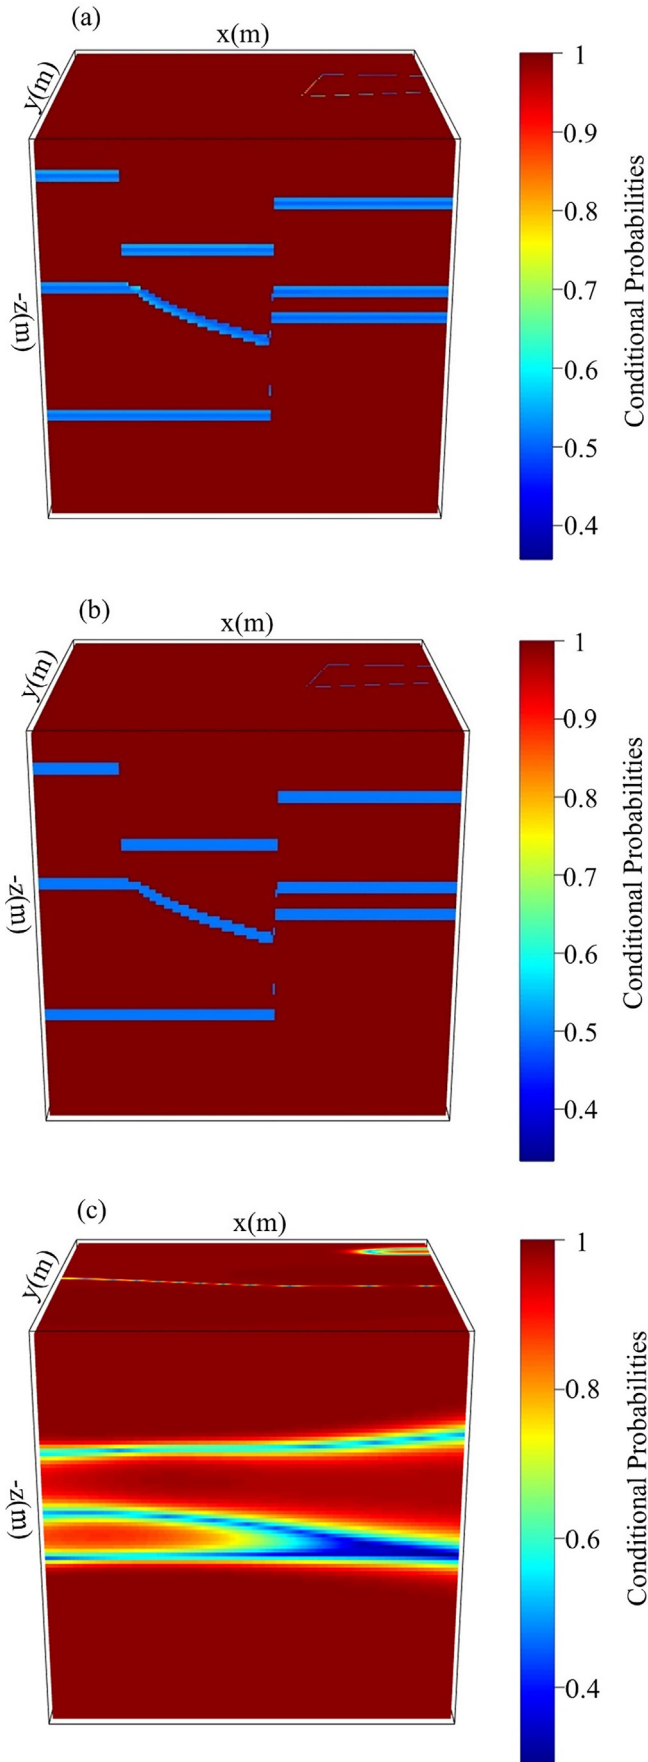 (a)
x(m)
y(m)
-z(m)
1
0.9
0.8
0.7
0.6
0.5
0.4
Conditional Probabilities
(b)
x(m)
y(m)
-z(m)
1
0.9
0.8
0.7
0.6
0.5
0.4
Conditional Probabilities
(c)
x(m)
y(m)
-z(m)
1
0.8
0.6
0.4
Conditional Probabilities